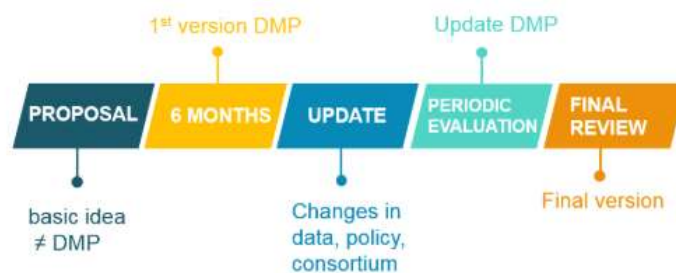 1st version DMP
Update DMP
PROPOSAL
6 MONTHS
UPDATE
PERIODIC
EVALUATION
FINAL
REVIEW
basic idea
≠ DMP
Changes in
data, policy,
consortium
Final version